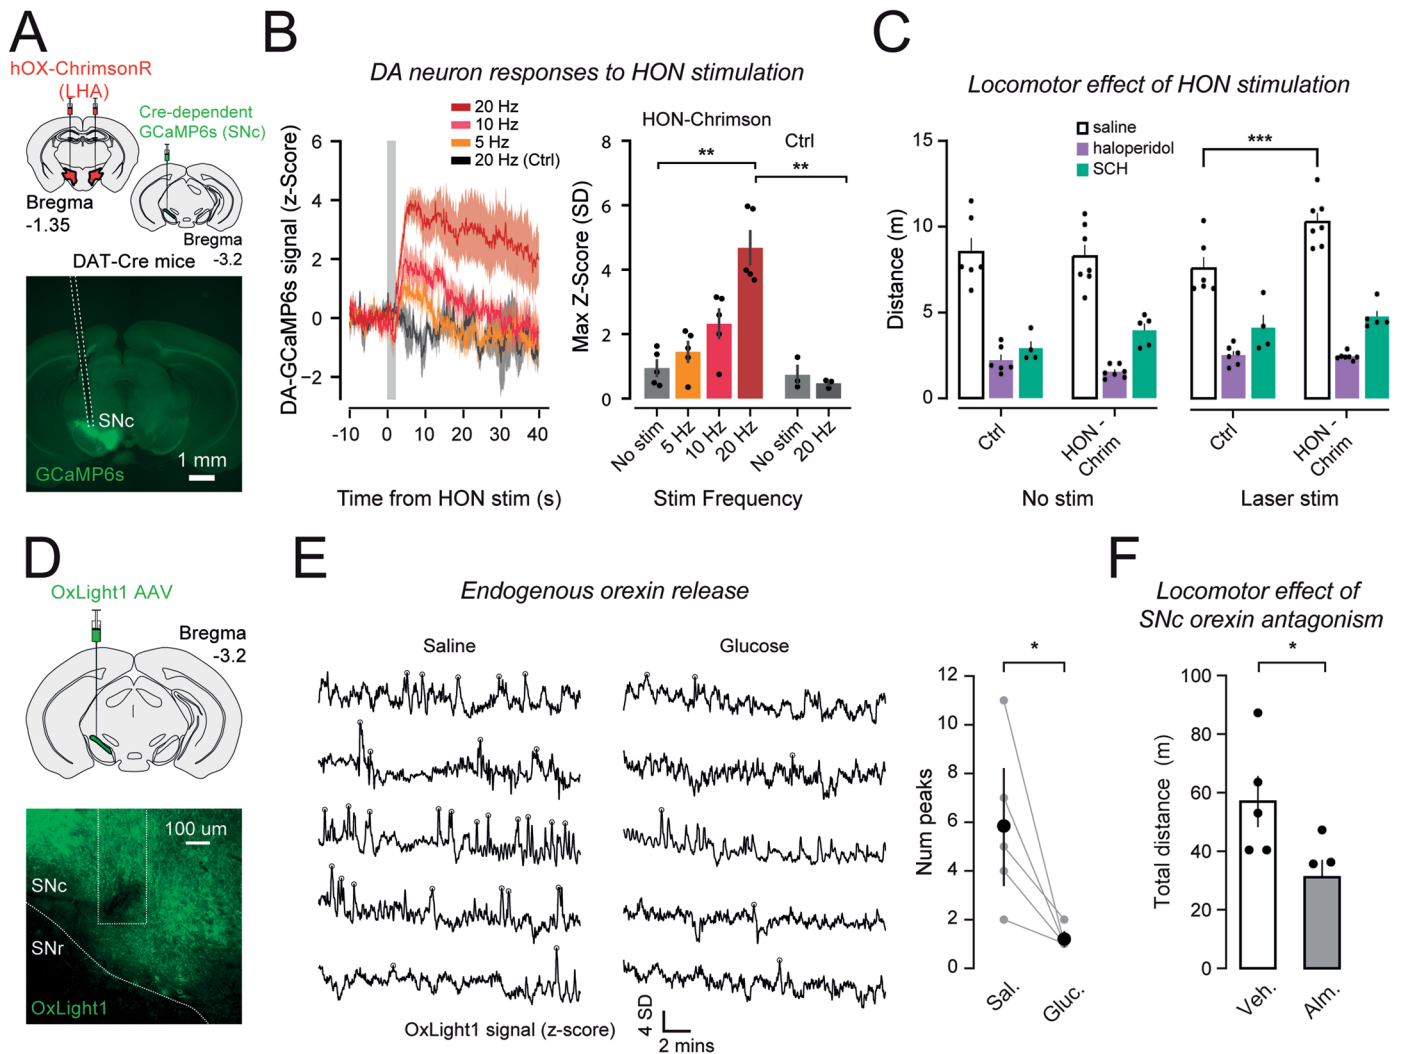 A
hOX-ChrimsonR
(LHA)
Cre-dependent
GCaMP6s (SNc)
Bregma
-1.35
Bregma
-3.2
DAT-Cre mice
SNc
1 mm
GCaMP6s
B
DA neuron responses to HON stimulation
20 Hz
10 Hz
5 Hz
20 Hz (Ctrl)
DA-GCaMP6s signal (z-Score)
6
4
2
0
−2
-10
0
10
20
30
40
Time from HON stim (s)
HON-Chrimson
Ctrl
**
**
Max Z-Score (SD)
8
6
4
2
0
No stim
5 Hz
10 Hz
20 Hz
No stim
20 Hz
Stim Frequency
C
Locomotor effect of HON stimulation
saline
haloperidol
SCH
***
Distance (m)
15
10
5
0
Ctrl
HON -
Chrim
Ctrl
HON -
Chrim
No stim
Laser stim
D
OxLight1 AAV
Bregma
-3.2
100 um
SNc
SNr
OxLight1
E
Endogenous orexin release
Saline
Glucose
OxLight1 signal (z-score)
4 SD
2 mins
*
Num peaks
12
10
8
6
4
2
0
Sal.
Gluc.
F
Locomotor effect of
SNc orexin antagonism
*
Total distance (m)
100
80
60
40
20
0
Veh.
Alm.